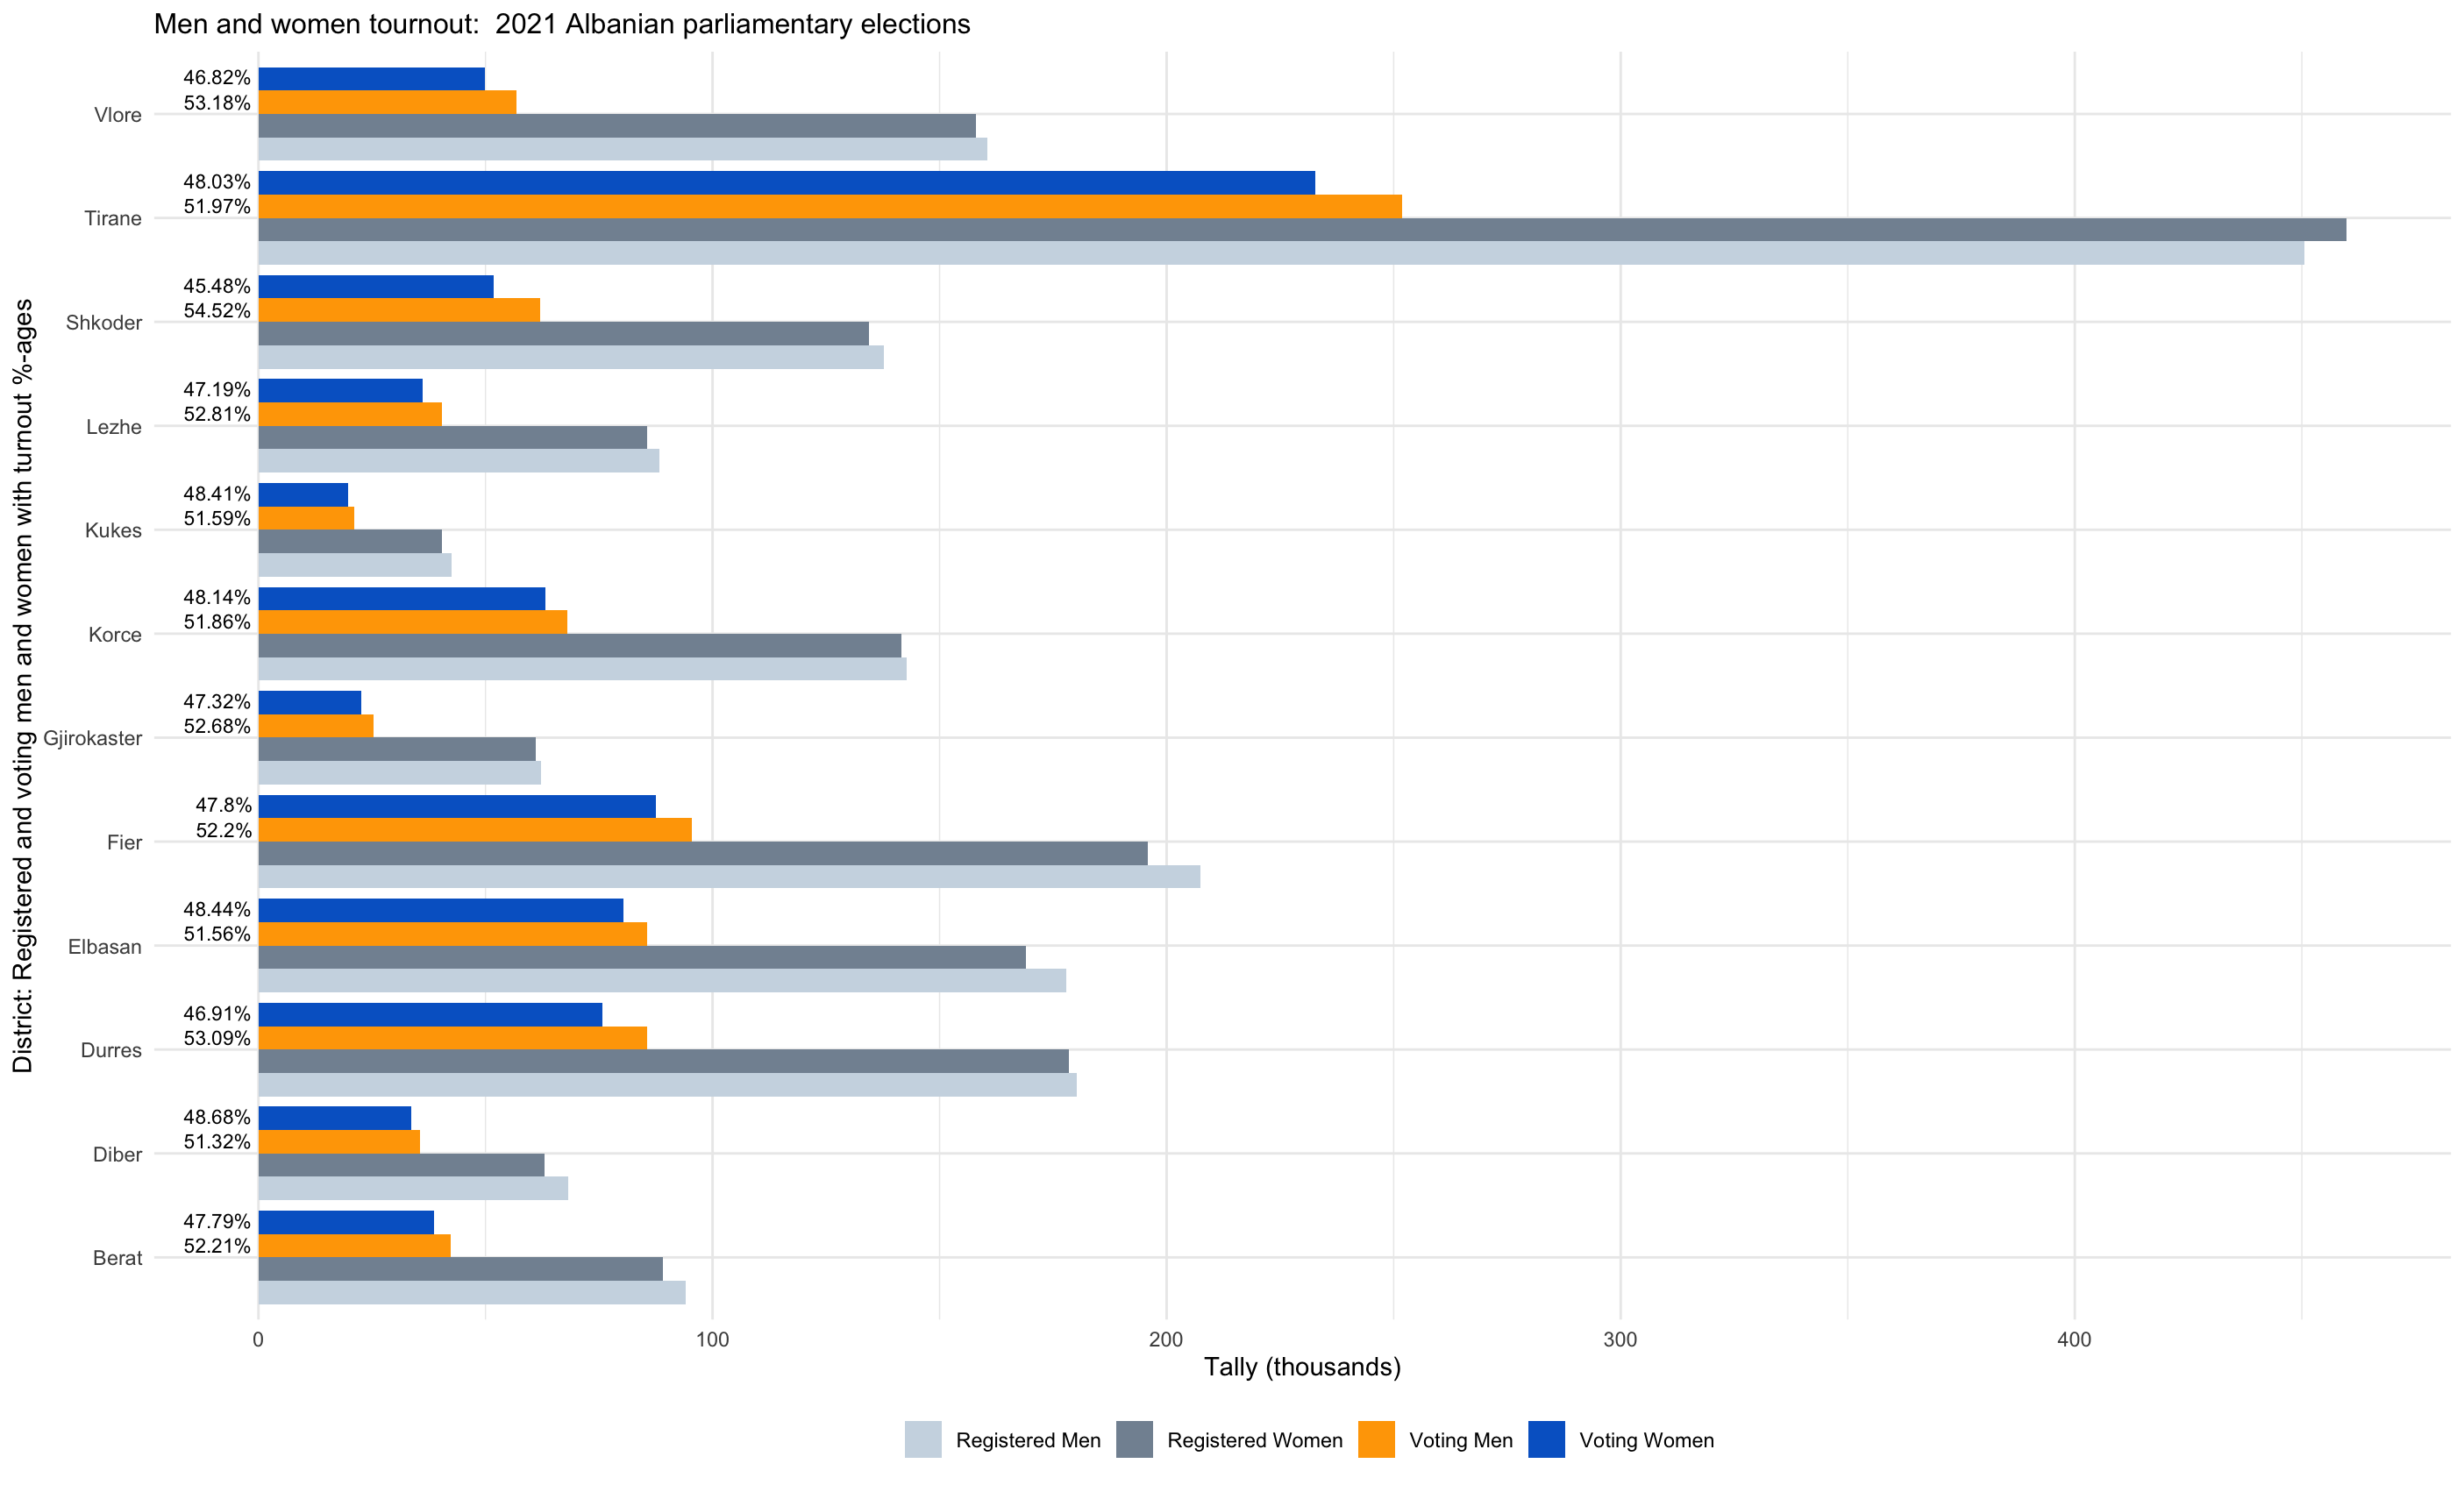 Men and women tournout:  2021 Albanian parliamentary elections
District: Registered and voting men and women with turnout %-ages
46.82%
53.18%
Vlore
48.03%
51.97%
Tirane
45.48%
54.52%
Shkoder
47.19%
52.81%
Lezhe
48.41%
51.59%
Kukes
48.14%
51.86%
Korce
47.32%
52.68%
Gjirokaster
47.8%
52.2%
Fier
48.44%
51.56%
Elbasan
46.91%
53.09%
Durres
48.68%
51.32%
Diber
47.79%
52.21%
Berat
0 100 200 300 400
Tally (thousands)
Registered Men Registered Women Voting Men Voting Women